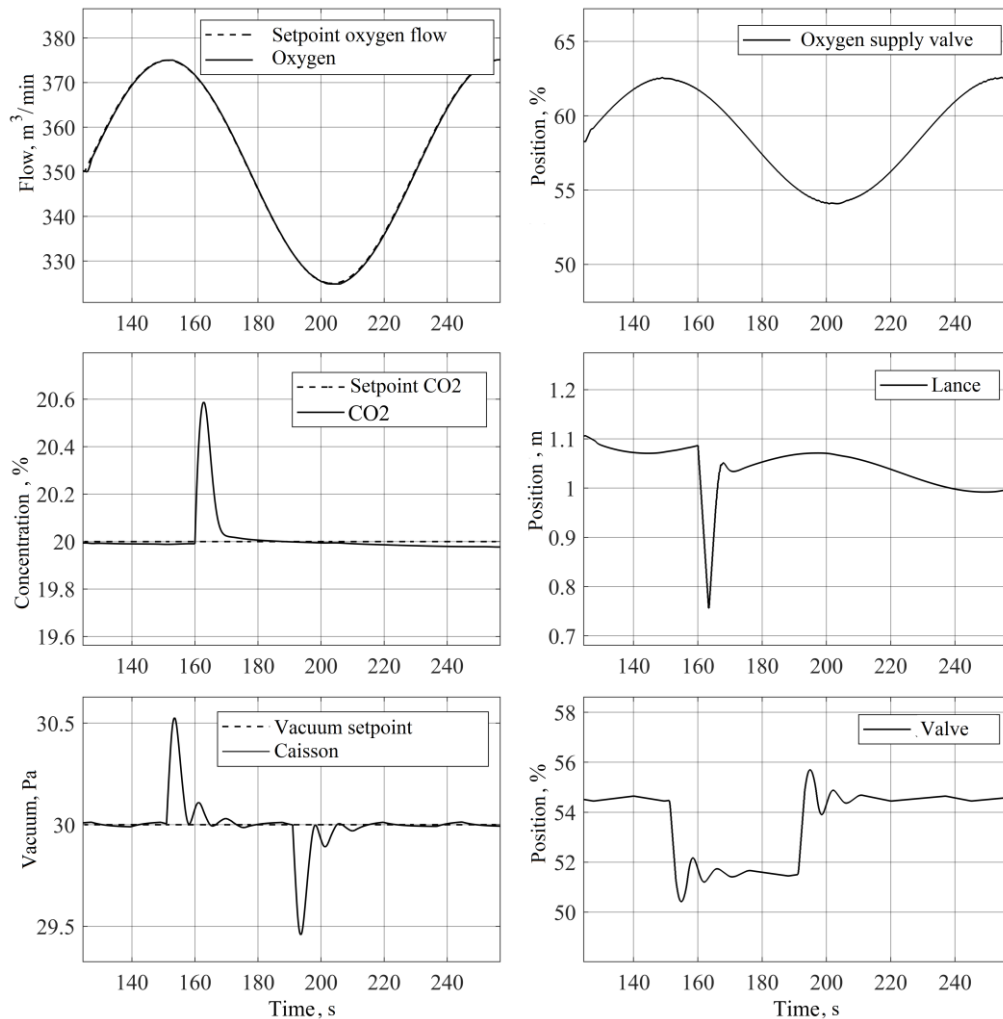 Setpoint oxygen flow
Oxygen
Flow, m³/min
380
370
360
350
340
330
140 160 180 200 220 240
Oxygen supply valve
Position, %
65
60
55
50
140 160 180 200 220 240
Setpoint CO2
CO2
Concentration, %
20.6
20.4
20.2
20
19.8
19.6
140 160 180 200 220 240
Lance
Position, m
1.2
1.1
1
0.9
0.8
0.7
140 160 180 200 220 240
Vacuum setpoint
Caisson
Vacuum, Pa
30.5
30
29.5
140 160 180 200 220 240
Time, s
Valve
Position, %
58
56
54
52
50
140 160 180 200 220 240
Time, s